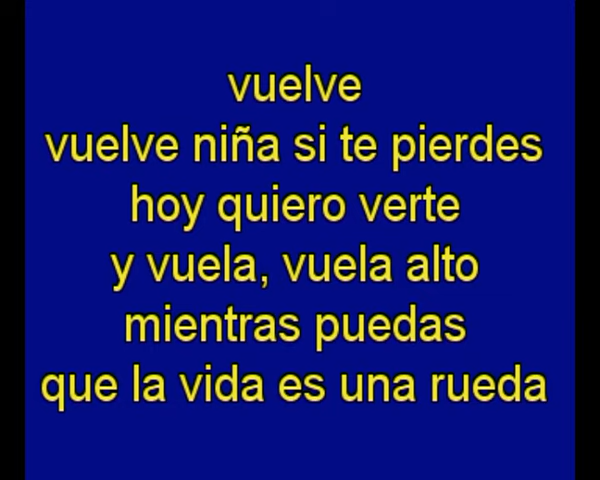 vuelve
vuelve niña si te pierdes
hoy quiero verte
y vuela, vuela alto
mientras puedas
que la vida es una rueda